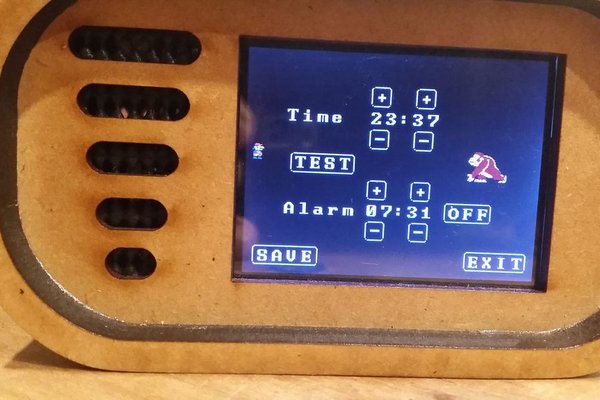 + +
Time 23:37
- -
TEST
+ +
Alarm 07:31 OFF
- -
SAVE EXIT